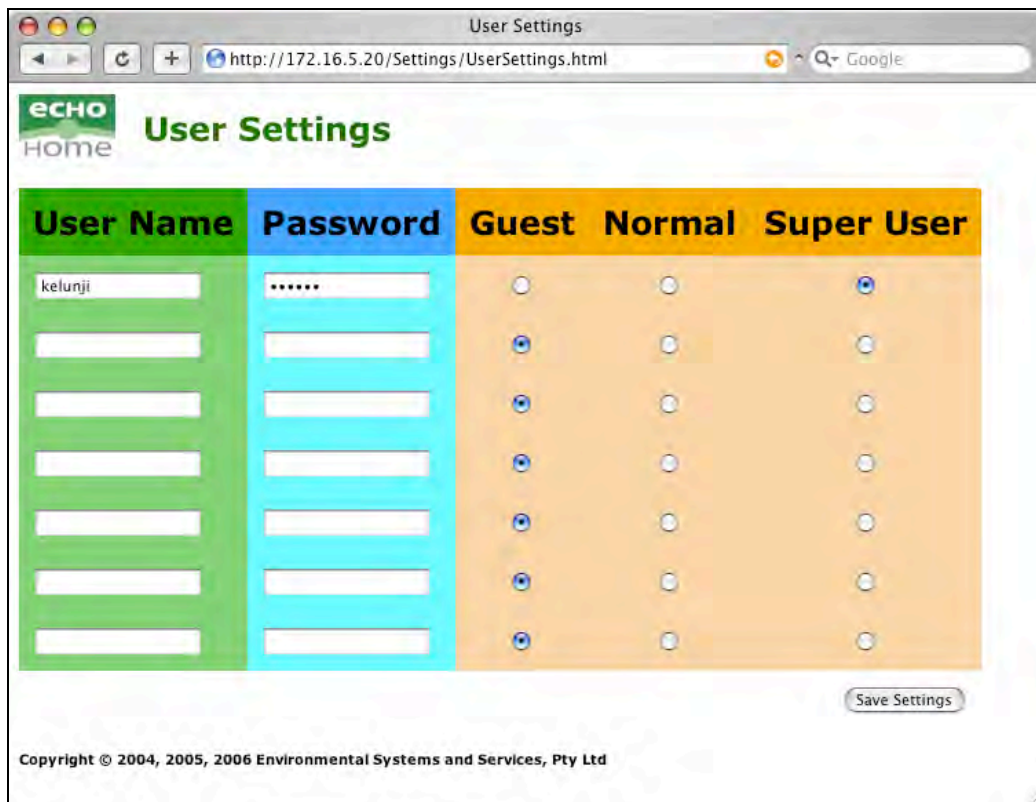 User Settings
http://172.16.5.20/Settings/UserSettings.html
Google
ECHO
Home
User Settings
User Name Password Guest Normal Super User
kelunji ••••••
Save Settings
Copyright © 2004, 2005, 2006 Environmental Systems and Services, Pty Ltd